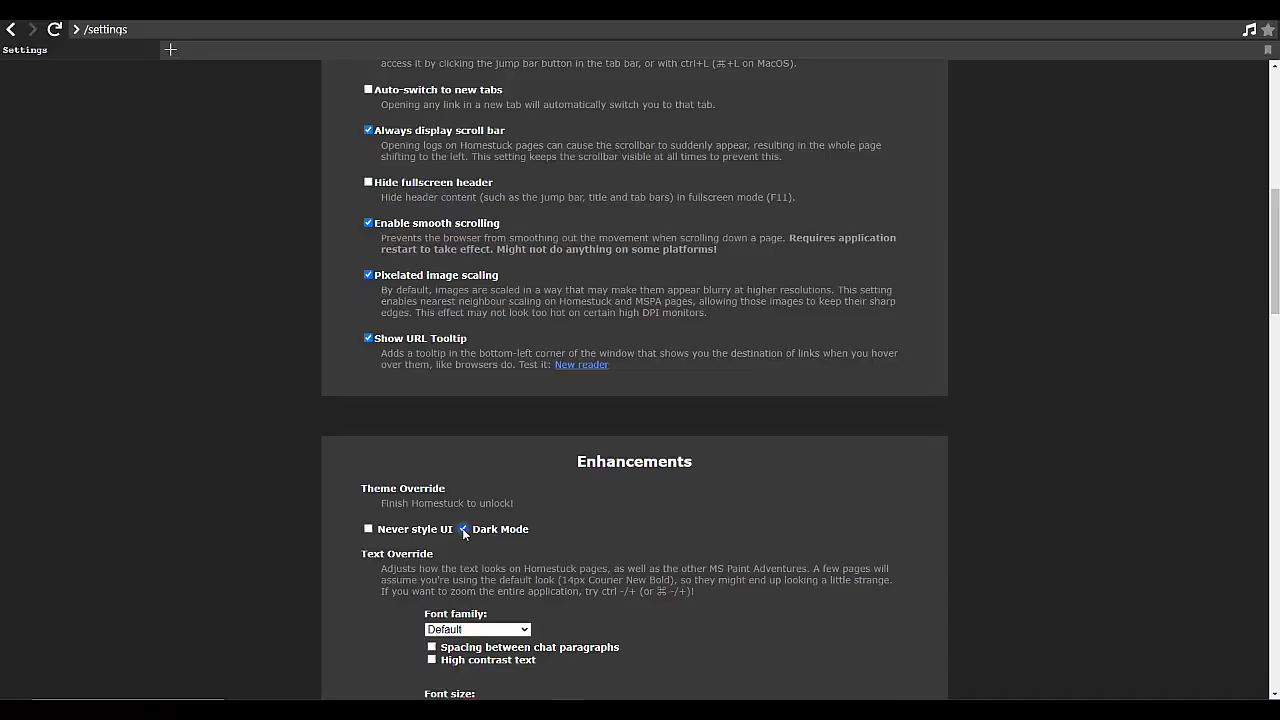 /settings
Settings
access it by clicking the jump bar button in the tab bar, or with ctrl+L (⌘+L on MacOS).
Auto-switch to new tabs
Opening any link in a new tab will automatically switch you to that tab.
Always display scroll bar
Opening logs on Homestuck pages can cause the scrollbar to suddenly appear, resulting in the whole page
shifting to the left. This setting keeps the scrollbar visible at all times to prevent this.
Hide fullscreen header
Hide header content (such as the jump bar, title and tab bars) in fullscreen mode (F11).
Enable smooth scrolling
Prevents the browser from smoothing out the movement when scrolling down a page. Requires application
restart to take effect. Might not do anything on some platforms!
Pixelated image scaling
By default, images are scaled in a way that may make them appear blurry at higher resolutions. This setting
enables nearest neighbour scaling on Homestuck and MSPA pages, allowing those images to keep their sharp
edges. This effect may not look too hot on certain high DPI monitors.
Show URL Tooltip
Adds a tooltip in the bottom-left corner of the window that shows you the destination of links when you hover
over them, like browsers do. Test it: New reader
Enhancements
Theme Override
Finish Homestuck to unlock!
Never style UI Dark Mode
Text Override
Adjusts how the text looks on Homestuck pages, as well as the other MS Paint Adventures. A few pages will
assume you're using the default look (14px Courier New Bold), so they might end up looking a little strange.
If you want to zoom the entire application, try ctrl -/+ (or ⌘ -/+)!
Font family:
Default
Spacing between chat paragraphs
High contrast text
Font size: